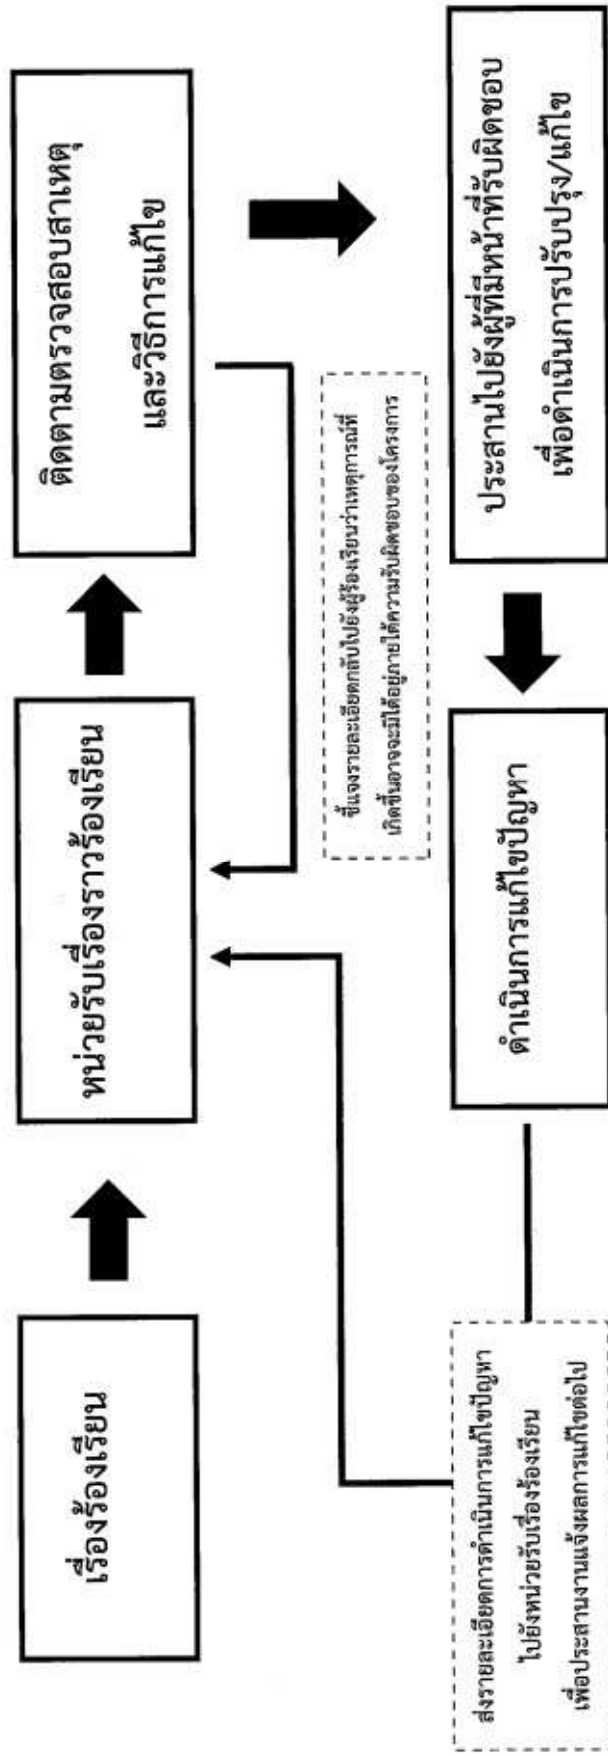 เรื่องร้องเรียน
หน่วยรับเรื่องราวร้องเรียน
ติดตามตรวจสอบสาเหตุ
และวิธีการแก้ไข
ชี้แจงรายละเอียดกลับไปยังผู้ร้องเรียนว่าเหตุการณ์ที่
เกิดขึ้นอาจจะมิได้อยู่ภายใต้ความรับผิดชอบของโครงการ
ประสานไปยังผู้ที่มีหน้าที่รับผิดชอบ
เพื่อดำเนินการปรับปรุง/แก้ไข
ดำเนินการแก้ไขปัญหา
ส่งรายละเอียดการดำเนินการแก้ไขปัญหา
ไปยังหน่วยรับเรื่องร้องเรียน
เพื่อประสานงานแจ้งผลการแก้ไขต่อไป